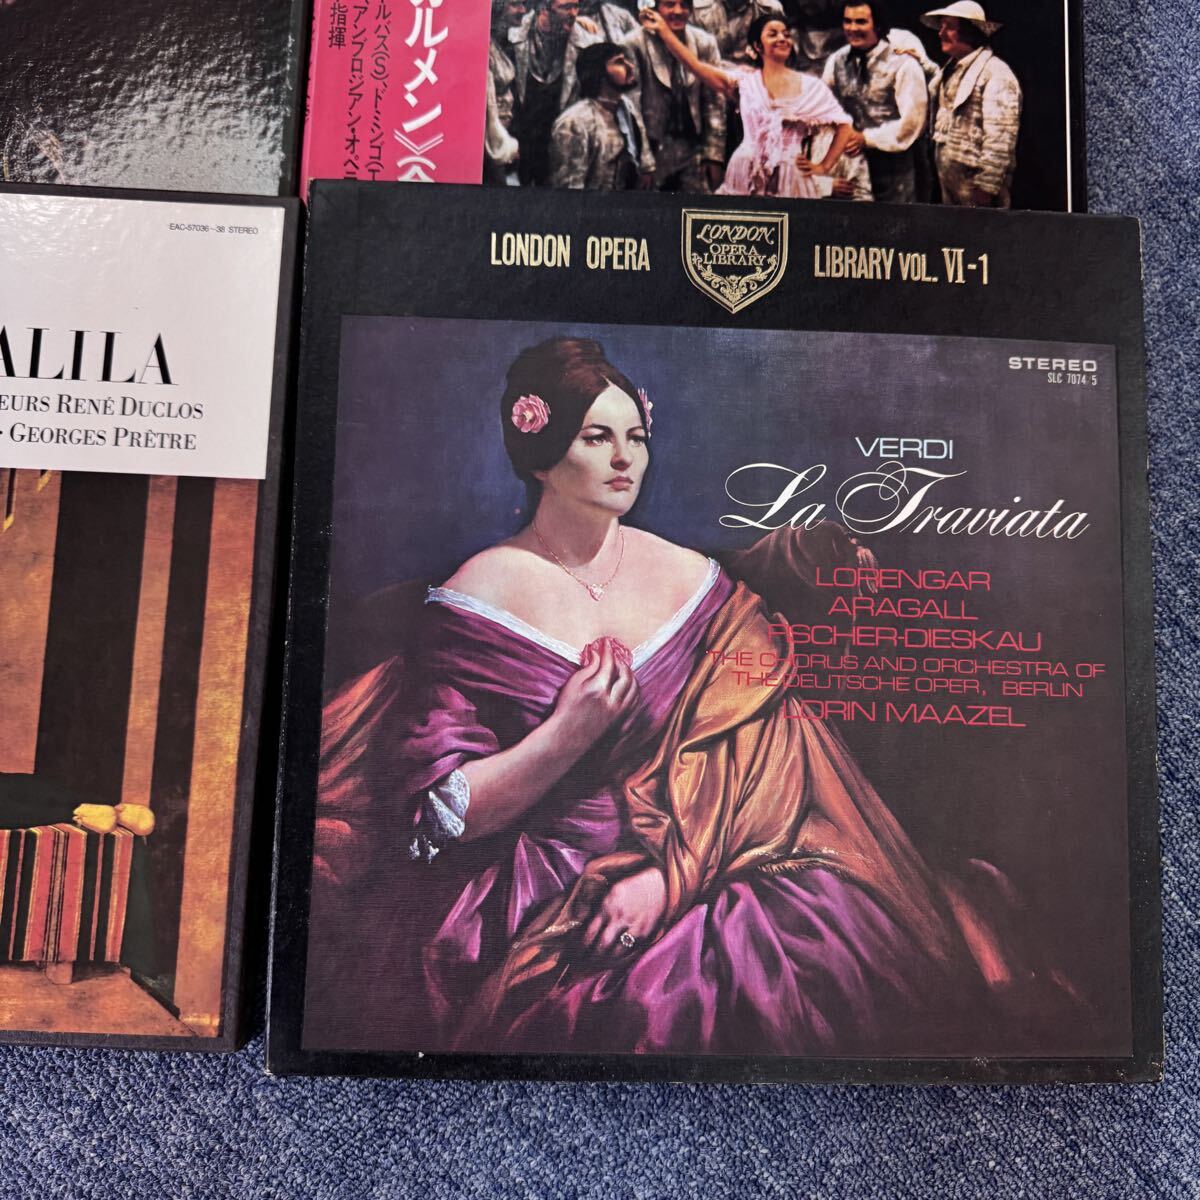 カルメン》(
ルバス(S)、ドミンゴ(T
アンブロジアン・オペ
指揮
EAC-57036~38 STEREO
ALILA
EURS RENÉ DUCLOS
GEORGES PRÊTRE
LONDON OPERA
LONDON
OPERA
LIBRARY
LIBRARY VOL. VI-1
STEREO
SLC 7074/5
VERDI
La Traviata
LORENGAR
ARAGALL
FISCHER-DIESKAU
THE CHORUS AND ORCHESTRA OF
THE DEUTSCHE OPER, BERLIN
LORIN MAAZEL